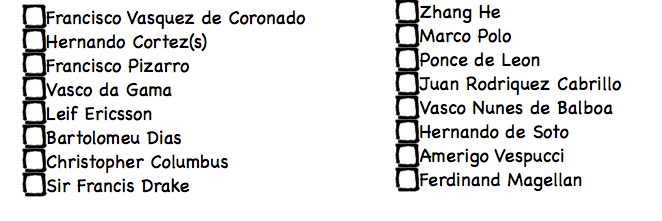 Francisco Vasquez de Coronado
Hernando Cortez(s)
Francisco Pizarro
Vasco da Gama
Leif Ericsson
Bartolomeu Dias
Christopher Columbus
Sir Francis Drake
Zhang He
Marco Polo
Ponce de Leon
Juan Rodriquez Cabrillo
Vasco Nunes de Balboa
Hernando de Soto
Amerigo Vespucci
Ferdinand Magellan